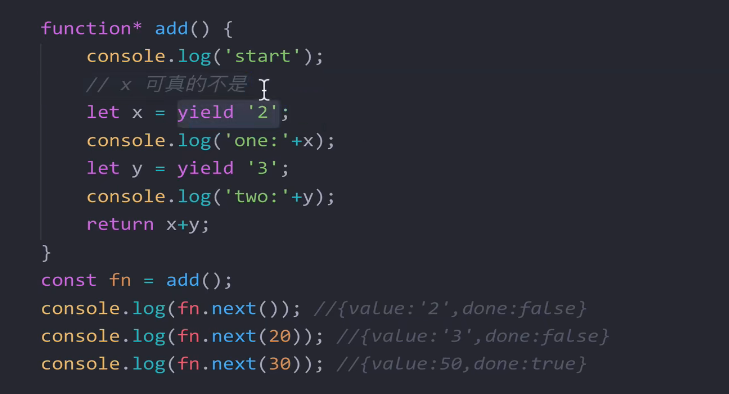 function* add() {
    console.log('start');
    // x 可真的不是
    let x = yield '2';
    console.log('one:'+x);
    let y = yield '3';
    console.log('two:'+y);
    return x+y;
}
const fn = add();
console.log(fn.next()); //{value:'2',done:false}
console.log(fn.next(20)); //{value:'3',done:false}
console.log(fn.next(30)); //{value:50,done:true}